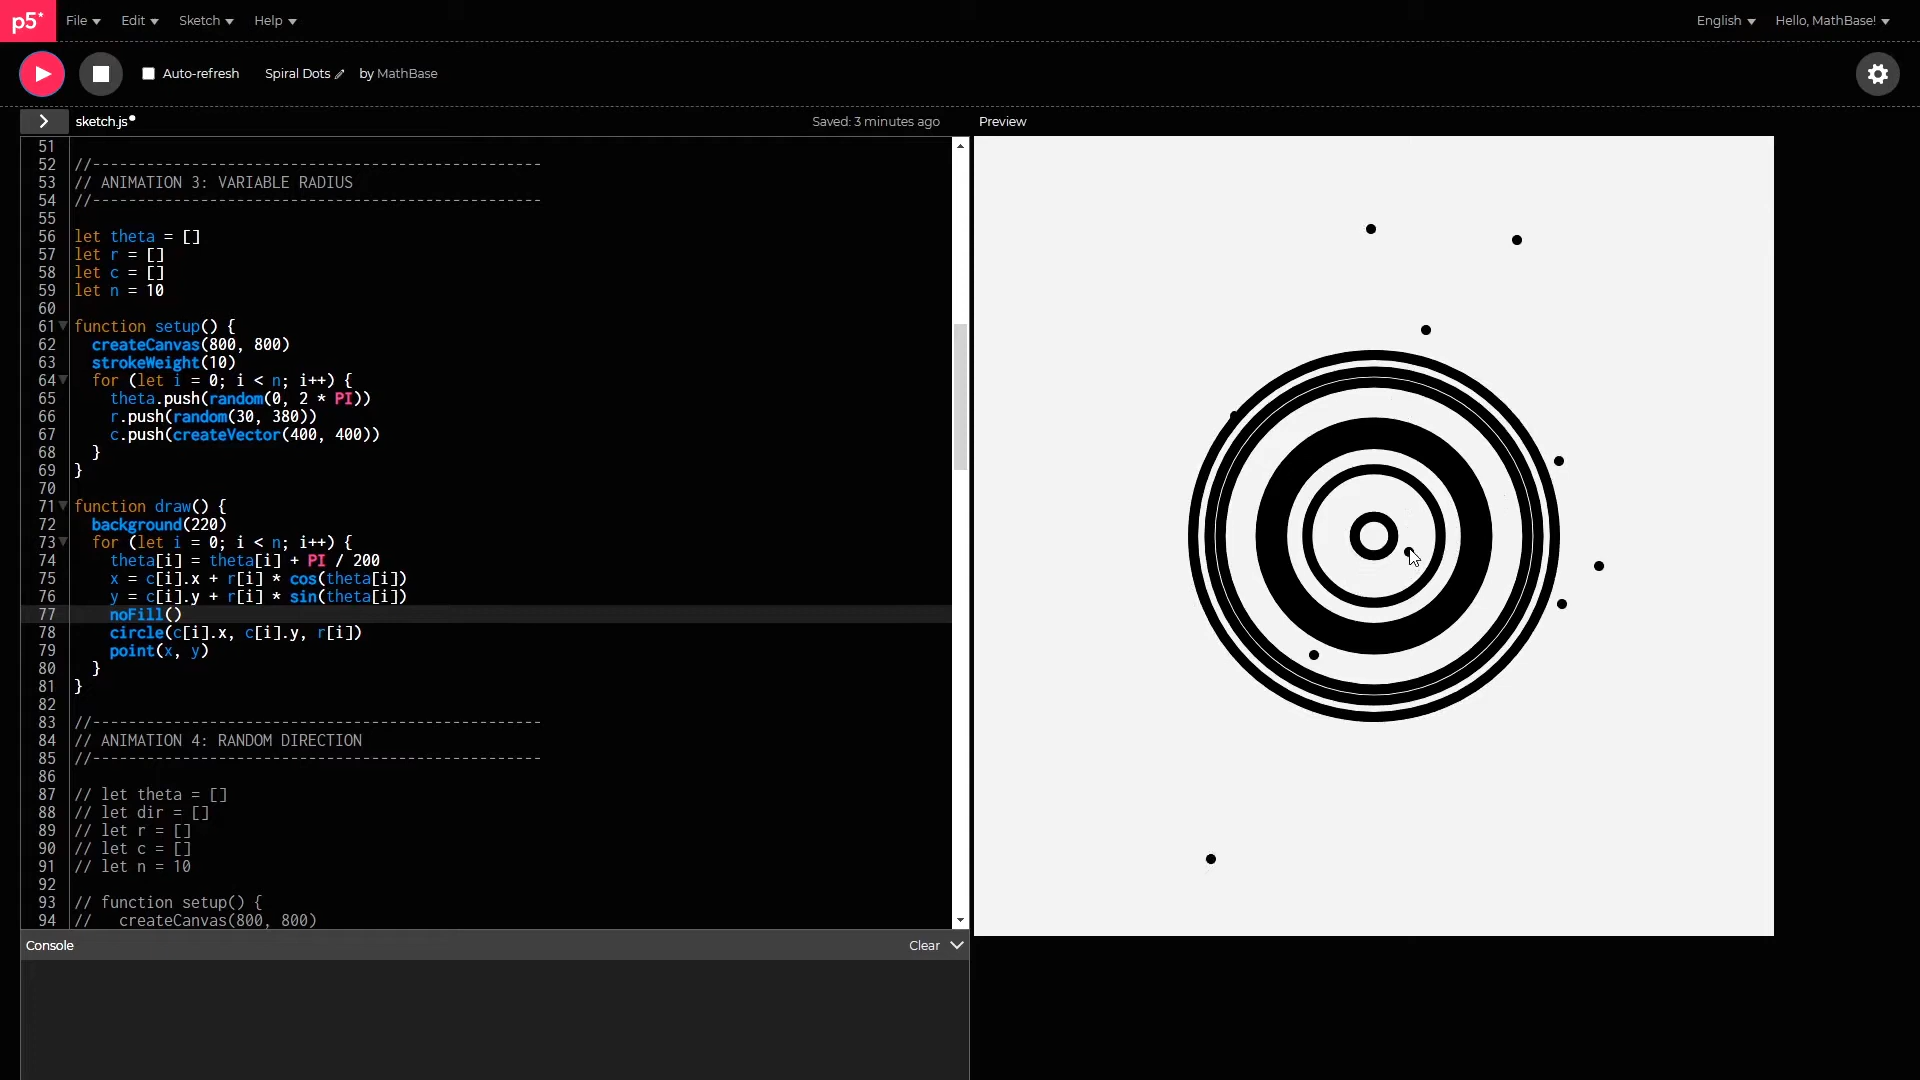 p5* File Edit Sketch Help English Hello, MathBase!
Auto-refresh Spiral Dots by MathBase
sketch.js Saved: 3 minutes ago Preview
51
52 //--------------------------------------------------
53 // ANIMATION 3: VARIABLE RADIUS
54 //--------------------------------------------------
55
56 let theta = []
57 let r = []
58 let c = []
59 let n = 10
60
61 function setup() {
62 createCanvas(800, 800)
63 strokeWeight(10)
64 for (let i = 0; i < n; i++) {
65 theta.push(random(0, 2 * PI))
66 r.push(random(30, 380))
67 c.push(createVector(400, 400))
68 }
69 }
70
71 function draw() {
72 background(220)
73 for (let i = 0; i < n; i++) {
74 theta[i] = theta[i] + PI / 200
75 x = c[i].x + r[i] * cos(theta[i])
76 y = c[i].y + r[i] * sin(theta[i])
77 noFill()
78 circle(c[i].x, c[i].y, r[i])
79 point(x, y)
80 }
81 }
82
83 //--------------------------------------------------
84 // ANIMATION 4: RANDOM DIRECTION
85 //--------------------------------------------------
86
87 // let theta = []
88 // let dir = []
89 // let r = []
90 // let c = []
91 // let n = 10
92
93 // function setup() {
94 //   createCanvas(800, 800)
Console Clear